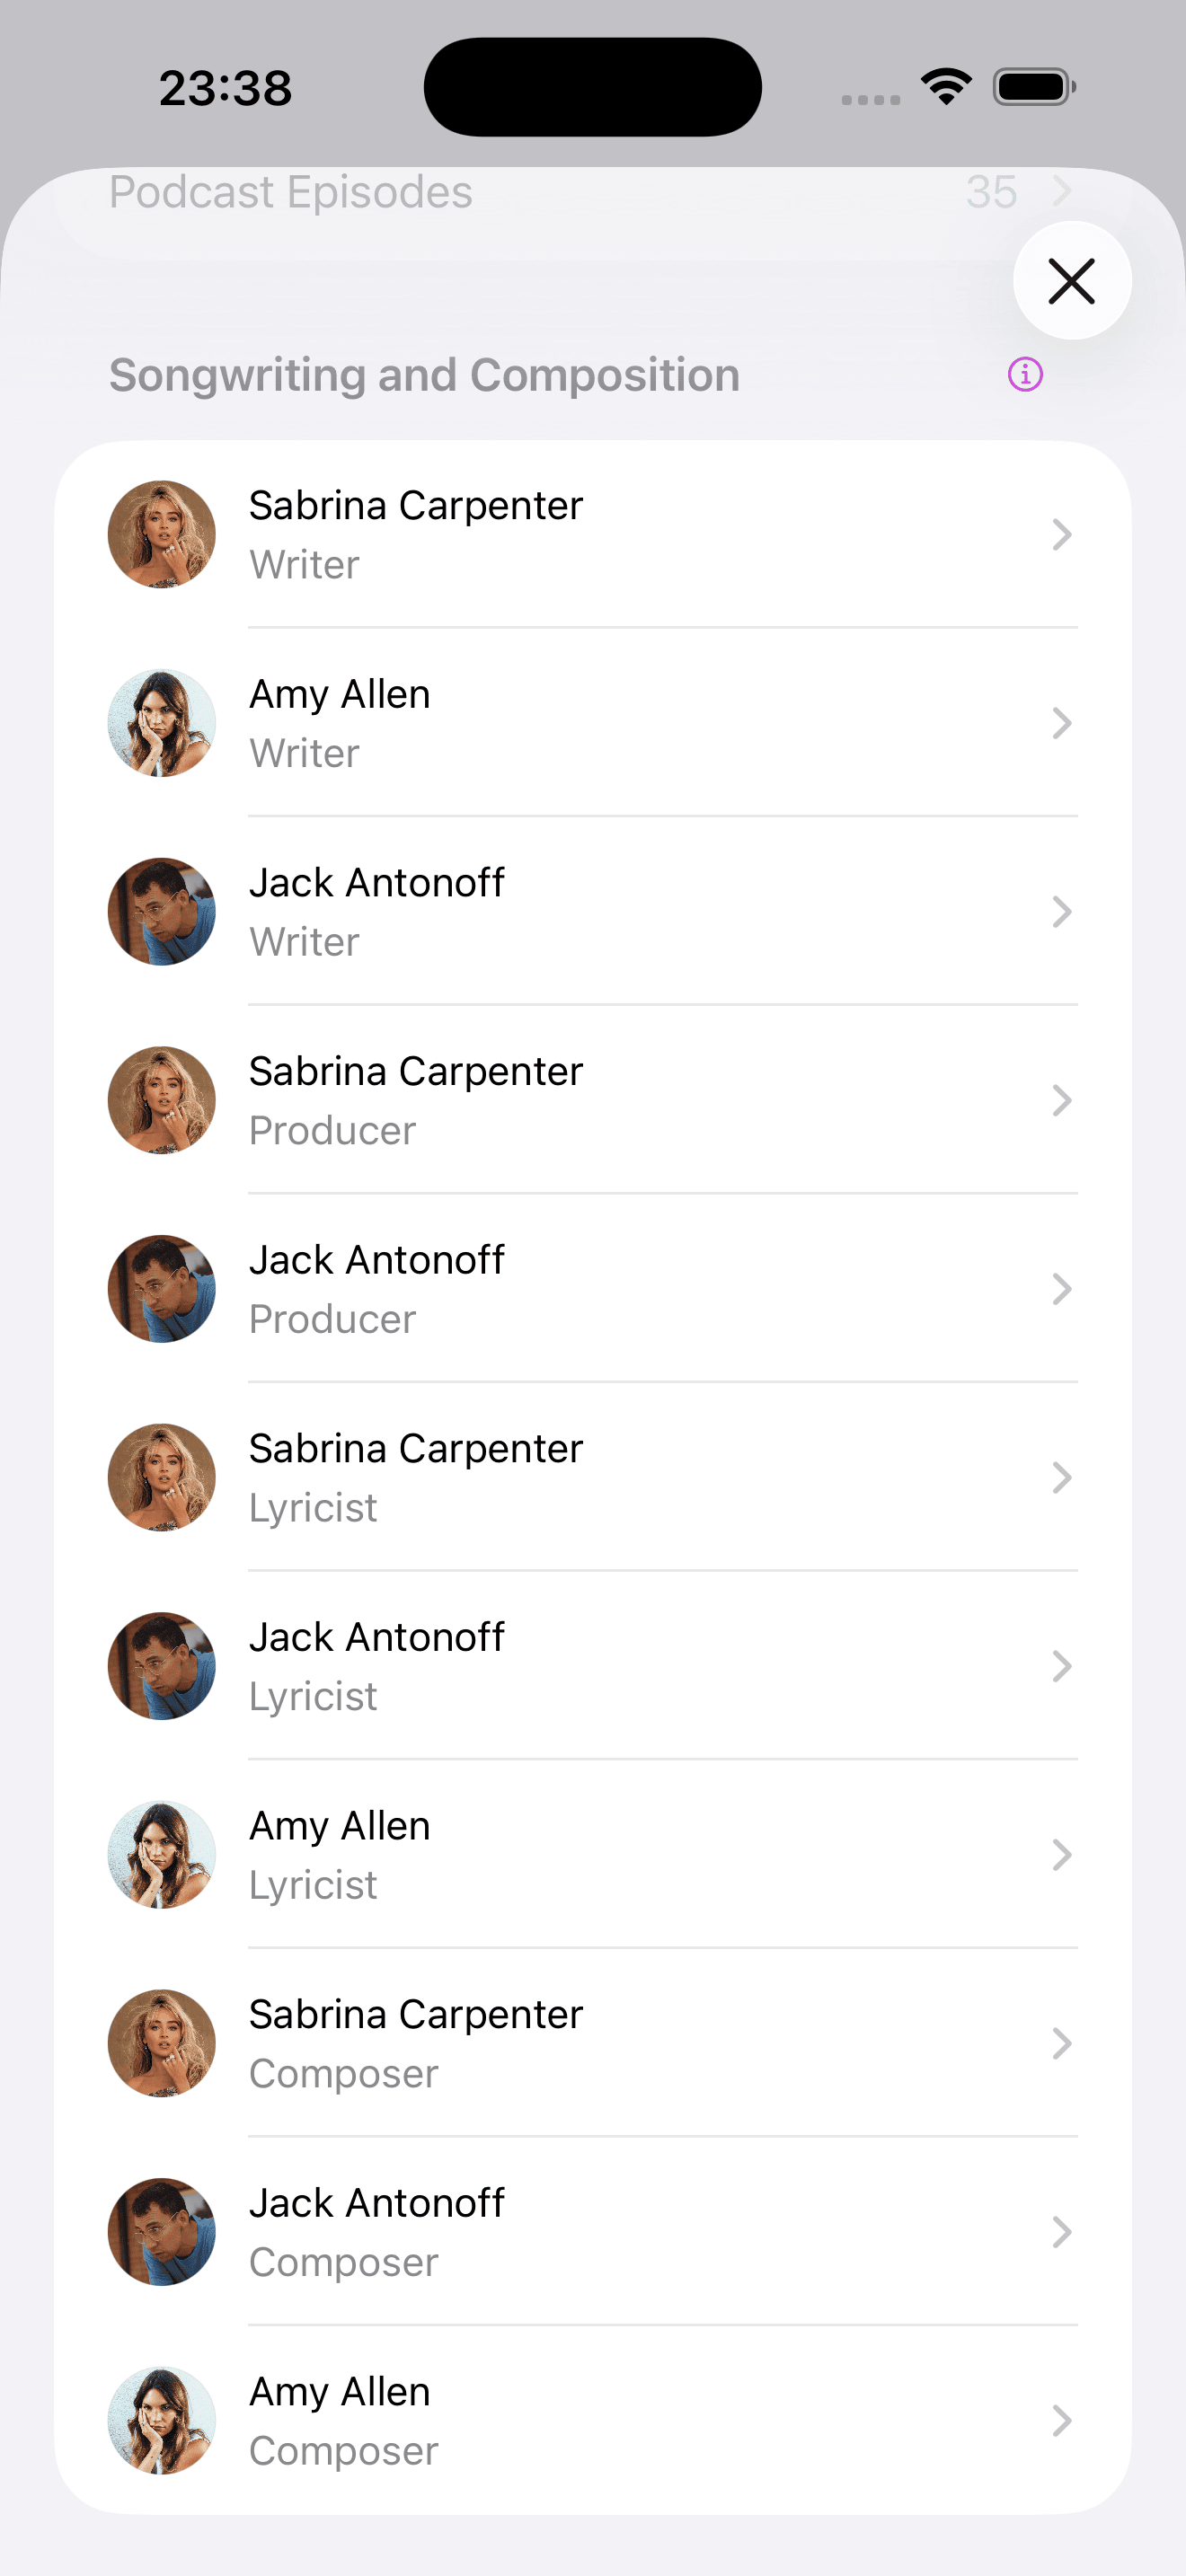 23:38
Podcast Episodes 35
Songwriting and Composition
Sabrina Carpenter
Writer
Amy Allen
Writer
Jack Antonoff
Writer
Sabrina Carpenter
Producer
Jack Antonoff
Producer
Sabrina Carpenter
Lyricist
Jack Antonoff
Lyricist
Amy Allen
Lyricist
Sabrina Carpenter
Composer
Jack Antonoff
Composer
Amy Allen
Composer